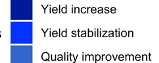 Yield increase
Yield stabilization
Quality improvement